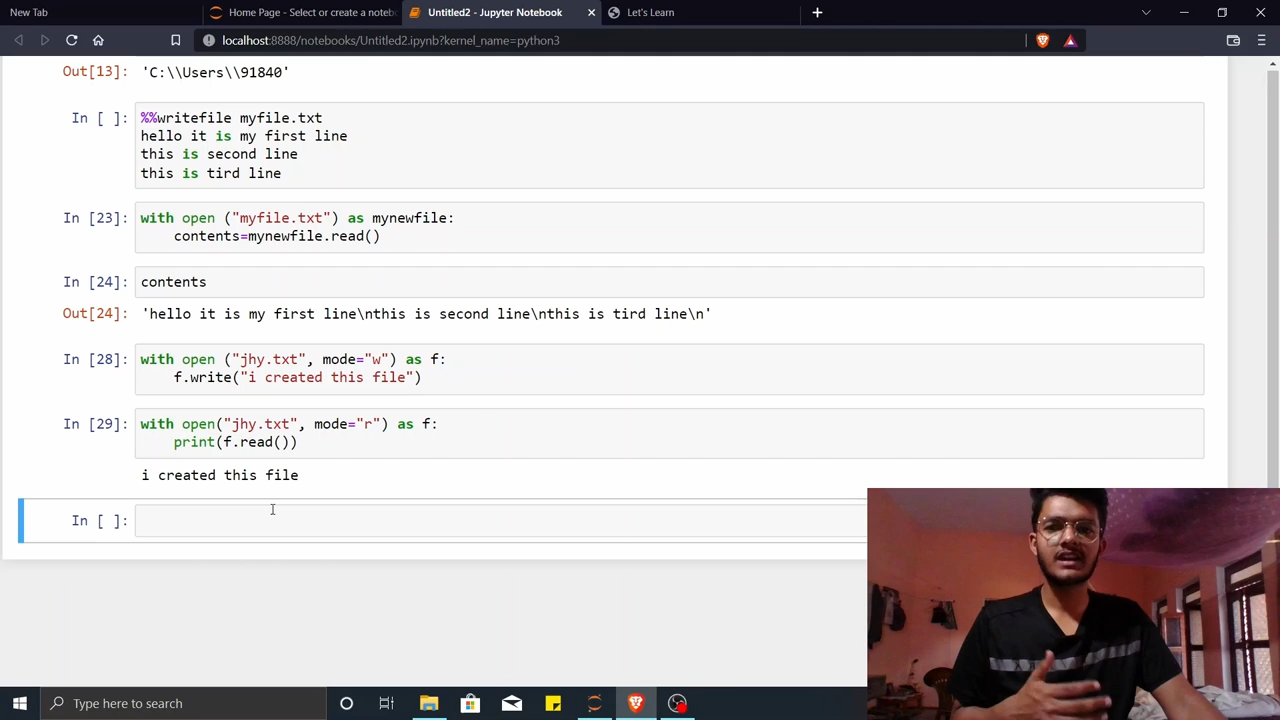 New Tab
Home Page - Select or create a noteb
Untitled2 - Jupyter Notebook
Let's Learn
localhost:8888/notebooks/Untitled2.ipynb?kernel_name=python3
Out[13]: 'C:\\Users\\91840'
In [ ]: %%writefile myfile.txt
hello it is my first line
this is second line
this is tird line
In [23]: with open ("myfile.txt") as mynewfile:
contents=mynewfile.read()
In [24]: contents
Out[24]: 'hello it is my first line\nthis is second line\nthis is tird line\n'
In [28]: with open ("jhy.txt", mode="w") as f:
f.write("i created this file")
In [29]: with open("jhy.txt", mode="r") as f:
print(f.read())
i created this file
In [ ]:
Type here to search